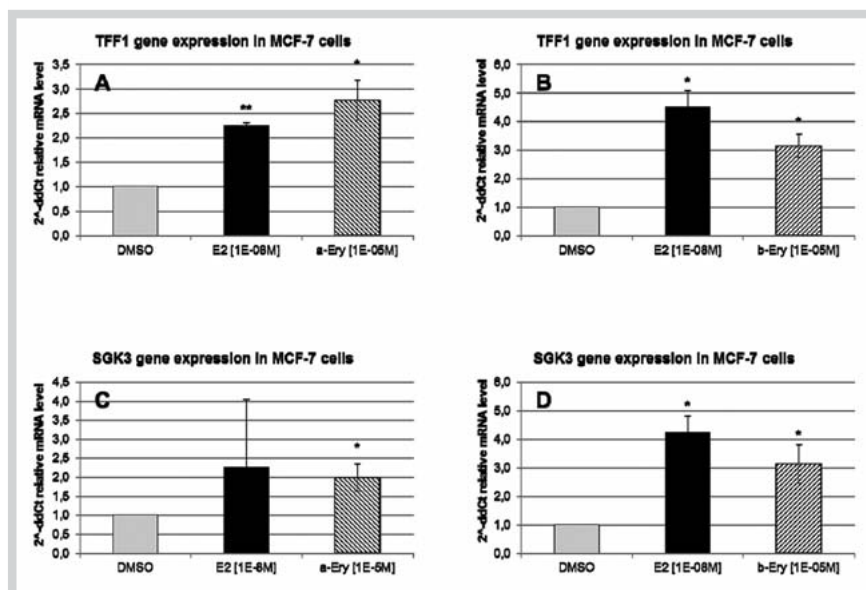 TFF1 gene expression in MCF-7 cells
A
2^-ddCt relative mRNA level
3,5
3,0
2,5
2,0
1,5
1,0
0,5
0,0
**
*
DMSO E2 [1E-08M] a-Ery [1E-05M]
TFF1 gene expression in MCF-7 cells
B
2^-ddCt relative mRNA level
6,0
5,0
4,0
3,0
2,0
1,0
0,0
*
*
DMSO E2 [1E-08M] b-Ery [1E-05M]
SGK3 gene expression in MCF-7 cells
C
2^-ddCt relative mRNA level
4,5
4,0
3,5
3,0
2,5
2,0
1,5
1,0
0,5
0,0
*
DMSO E2 [1E-8M] a-Ery [1E-5M]
SGK3 gene expression in MCF-7 cells
D
2^-ddCt relative mRNA level
6,0
5,0
4,0
3,0
2,0
1,0
0,0
*
*
DMSO E2 [1E-08M] b-Ery [1E-05M]